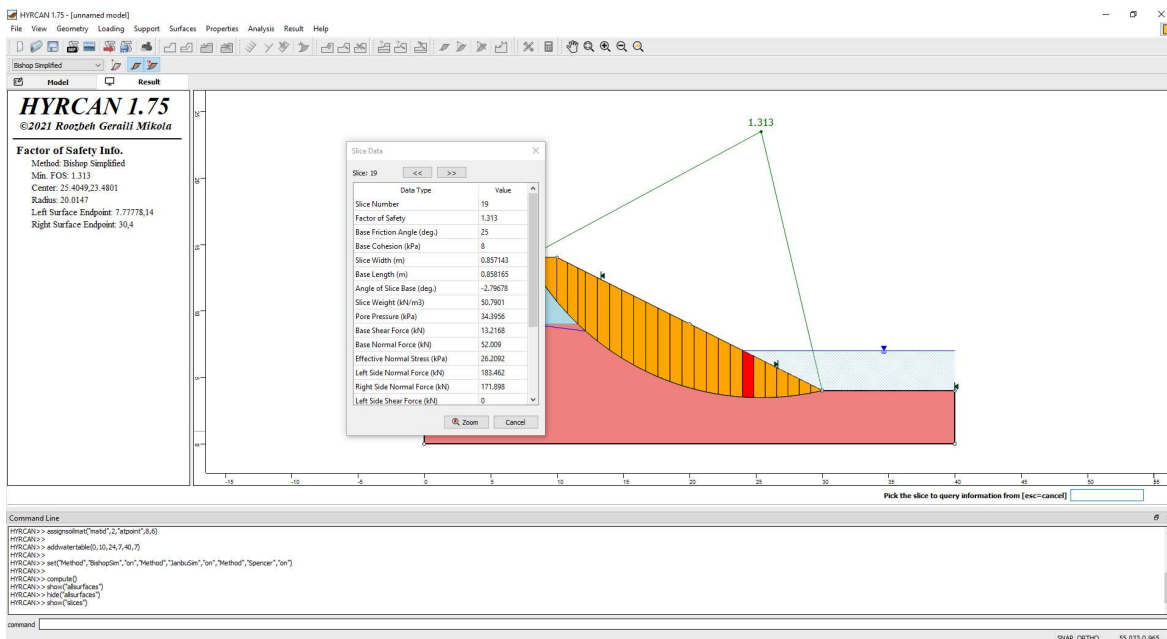 HYRCAN 1.75 - [unnamed model]
File View Geometry Loading Support Surfaces Properties Analysis Result Help
Bishop Simplified
Model Result
HYRCAN 1.75
©2021 Roozbeh Geraili Mikola
Factor of Safety Info.
Method: Bishop Simplified
Min. FOS: 1.313
Center: 25.4049,23.4801
Radius: 20.0147
Left Surface Endpoint: 7.77778,14
Right Surface Endpoint: 30,4
1.313
Slice Data
Slice: 19 << >>
Data Type Value
Slice Number 19
Factor of Safety 1.313
Base Friction Angle (deg.) 25
Base Cohesion (kPa) 8
Slice Width (m) 0.857143
Base Length (m) 0.858165
Angle of Slice Base (deg.) -2.79678
Slice Weight (kN/m3) 50.7901
Pore Pressure (kPa) 34.3956
Base Shear Force (kN) 13.2168
Base Normal Force (kN) 52.009
Effective Normal Stress (kPa) 26.2092
Left Side Normal Force (kN) 183.462
Right Side Normal Force (kN) 171.898
Left Side Shear Force (kN) 0
Zoom Cancel
-15 -10 -5 0 5 10 15 20 25 30 35 40 45 50 55
Pick the slice to query information from [esc=cancel]
Command Line
HYRCAN>> assignsoilmat("matid",2,"atpoint",8,6)
HYRCAN>>
HYRCAN>> addwatertable(0,10,24,7,40,7)
HYRCAN>>
HYRCAN>> set("Method","BishopSim","on","Method","JanbuSim","on","Method","Spencer","on")
HYRCAN>>
HYRCAN>> compute()
HYRCAN>> show("allsurfaces")
HYRCAN>> hide("allsurfaces")
HYRCAN>> show("slices")
command
SNAP ORTHO 55.033,0.965